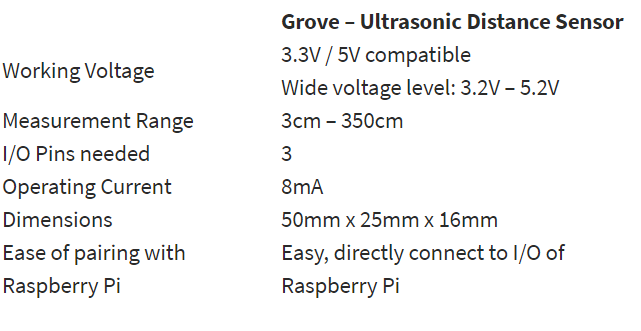 Grove – Ultrasonic Distance Sensor
Working Voltage
3.3V / 5V compatible
Wide voltage level: 3.2V – 5.2V
Measurement Range 3cm – 350cm
I/O Pins needed 3
Operating Current 8mA
Dimensions 50mm x 25mm x 16mm
Ease of pairing with Easy, directly connect to I/O of
Raspberry Pi Raspberry Pi